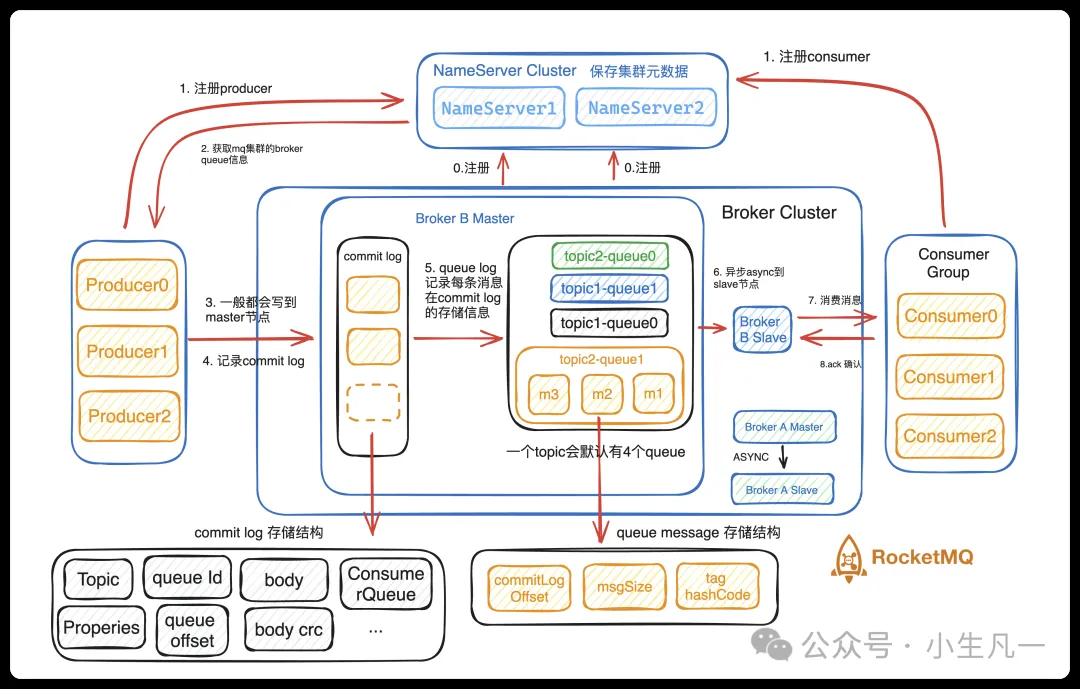 NameServer Cluster 保存集群元数据
NameServer1
NameServer2
1. 注册producer
1. 注册consumer
2. 获取mq集群的broker
queue信息
0.注册
0.注册
Broker Cluster
Broker B Master
commit log
5. queue log
记录每条消息
在commit log
的存储信息
topic2-queue0
topic1-queue1
topic1-queue0
topic2-queue1
m3
m2
m1
一个topic会默认有4个queue
Producer0
Producer1
Producer2
3. 一般都会写到
master节点
4. 记录commit log
6. 异步async到
slave节点
Broker
B Slave
7. 消费消息
8.ack 确认
Broker A Master
ASYNC
Broker A Slave
Consumer
Group
Consumer0
Consumer1
Consumer2
commit log 存储结构
Topic
queue Id
body
Consume
rQueue
Properies
queue
offset
body crc
...
queue message 存储结构
commitLog
Offset
msgSize
tag
hashCode
RocketMQ
公众号 · 小生凡一